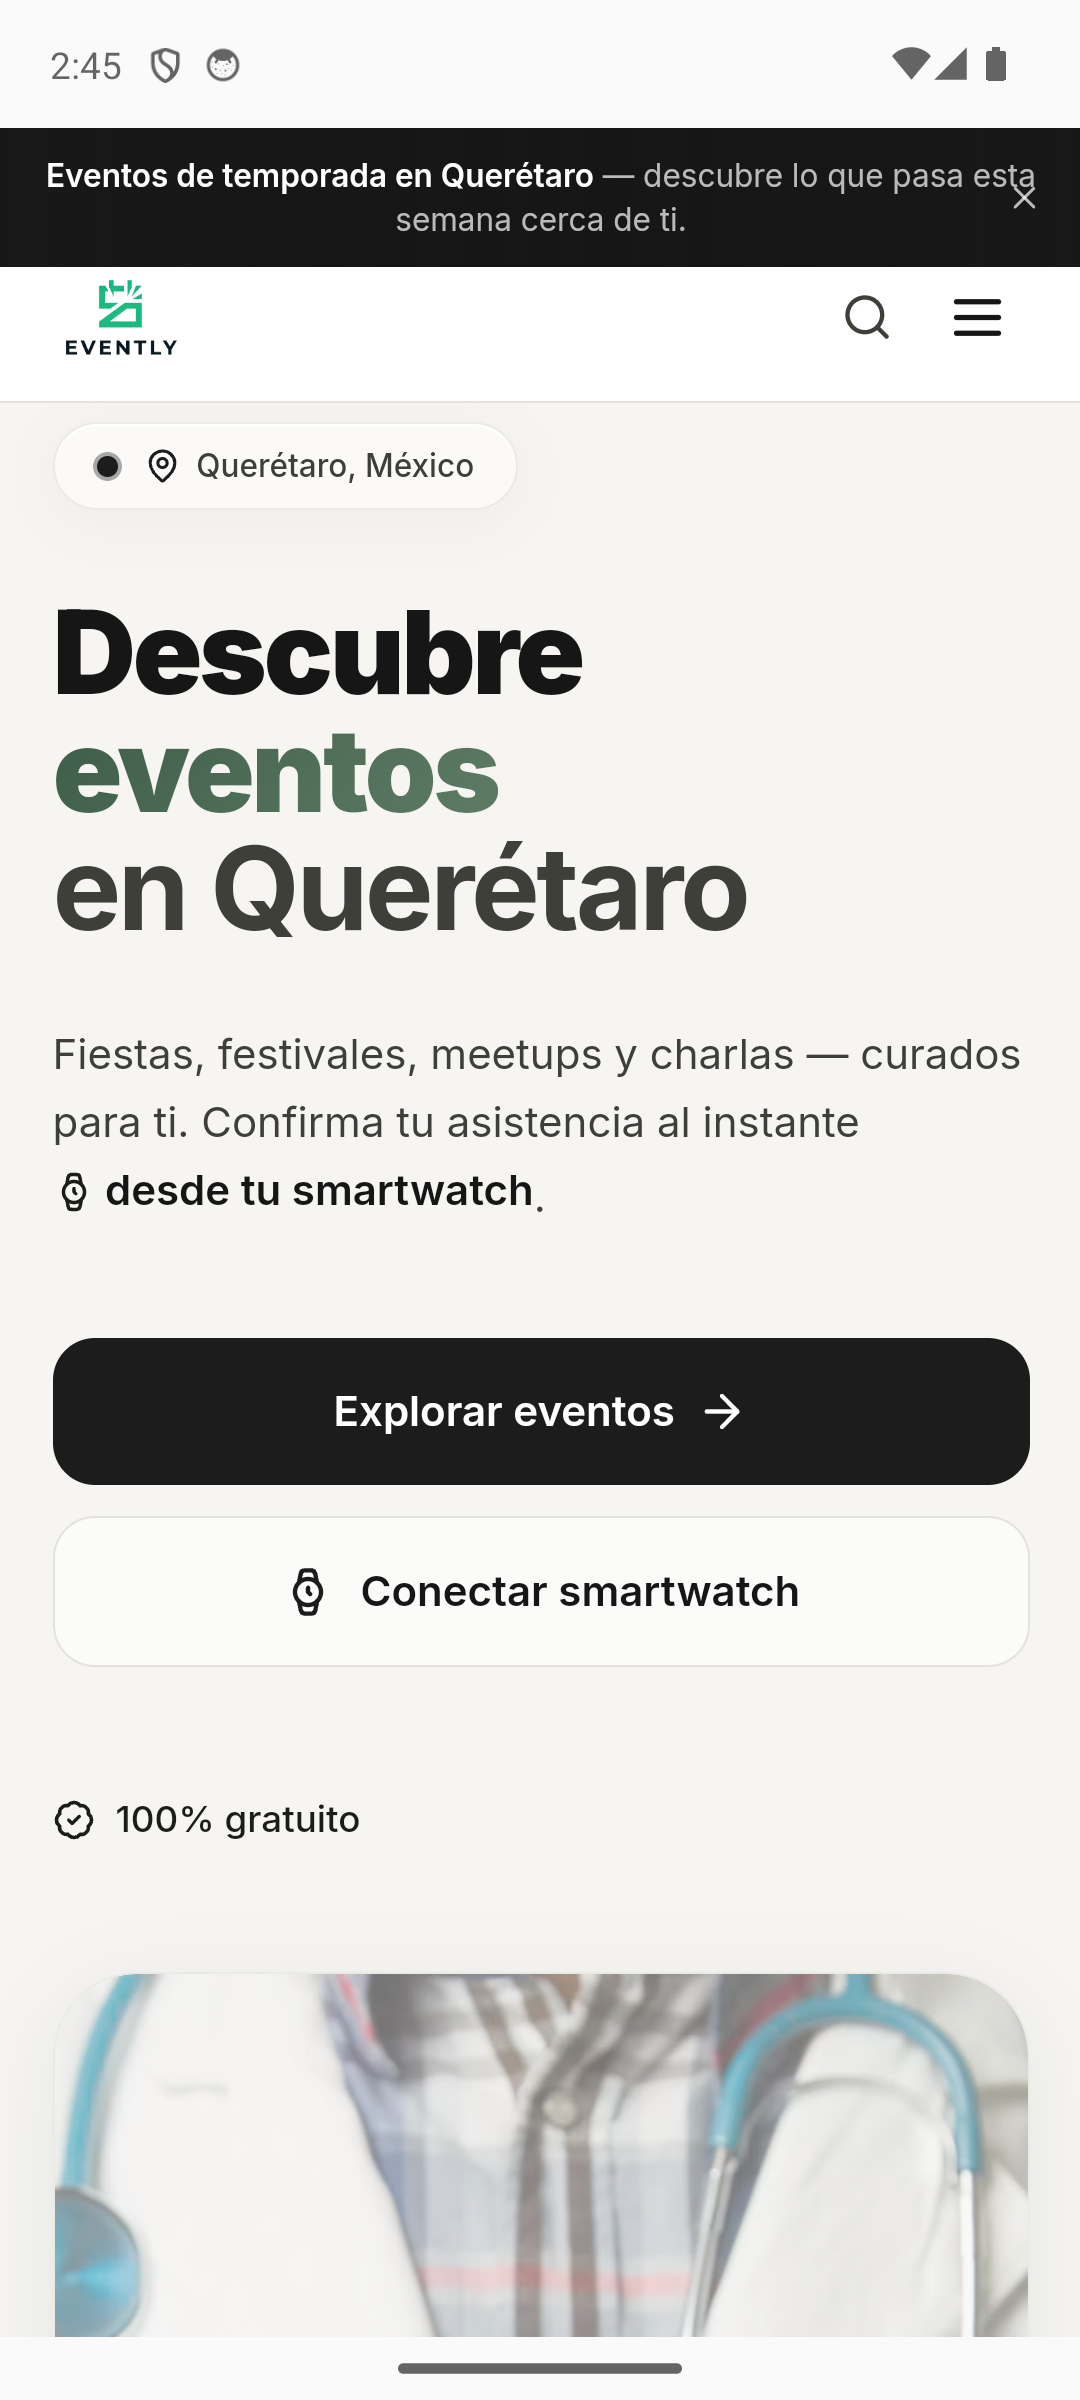 2:45
Eventos de temporada en Querétaro — descubre lo que pasa esta
semana cerca de ti.
EVENTLY
Querétaro, México
Descubre
eventos
en Querétaro
Fiestas, festivales, meetups y charlas — curados
para ti. Confirma tu asistencia al instante
desde tu smartwatch.
Explorar eventos
Conectar smartwatch
100% gratuito